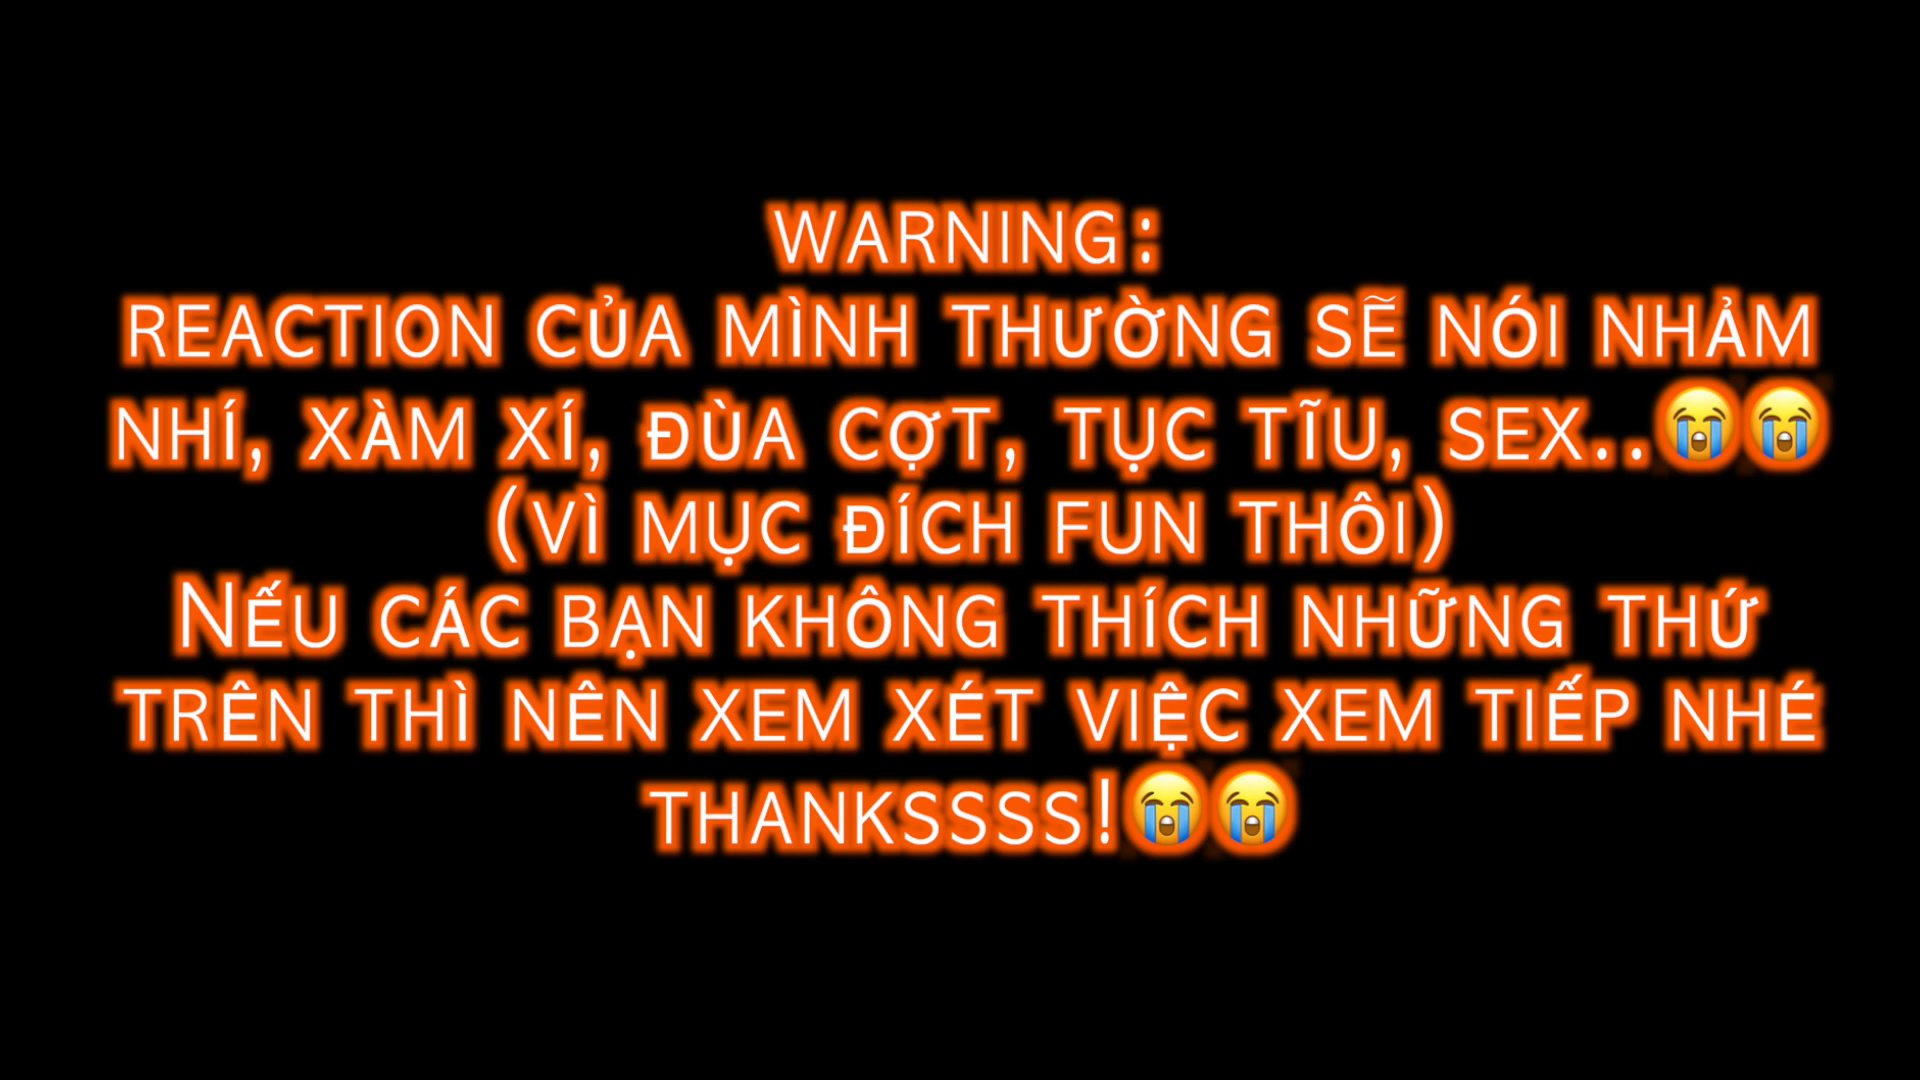 WARNING:
REACTION CỦA MÌNH THƯỜNG SẼ NÓI NHẢM
NHÍ, XÀM XÍ, ĐÙA CỢT, TỤC TĨU, SEX..😭😭
(VÌ MỤC ĐÍCH FUN THÔI)
NẾU CÁC BẠN KHÔNG THÍCH NHỮNG THỨ
TRÊN THÌ NÊN XEM XÉT VIỆC XEM TIẾP NHÉ
THANKSSSS!😭😭